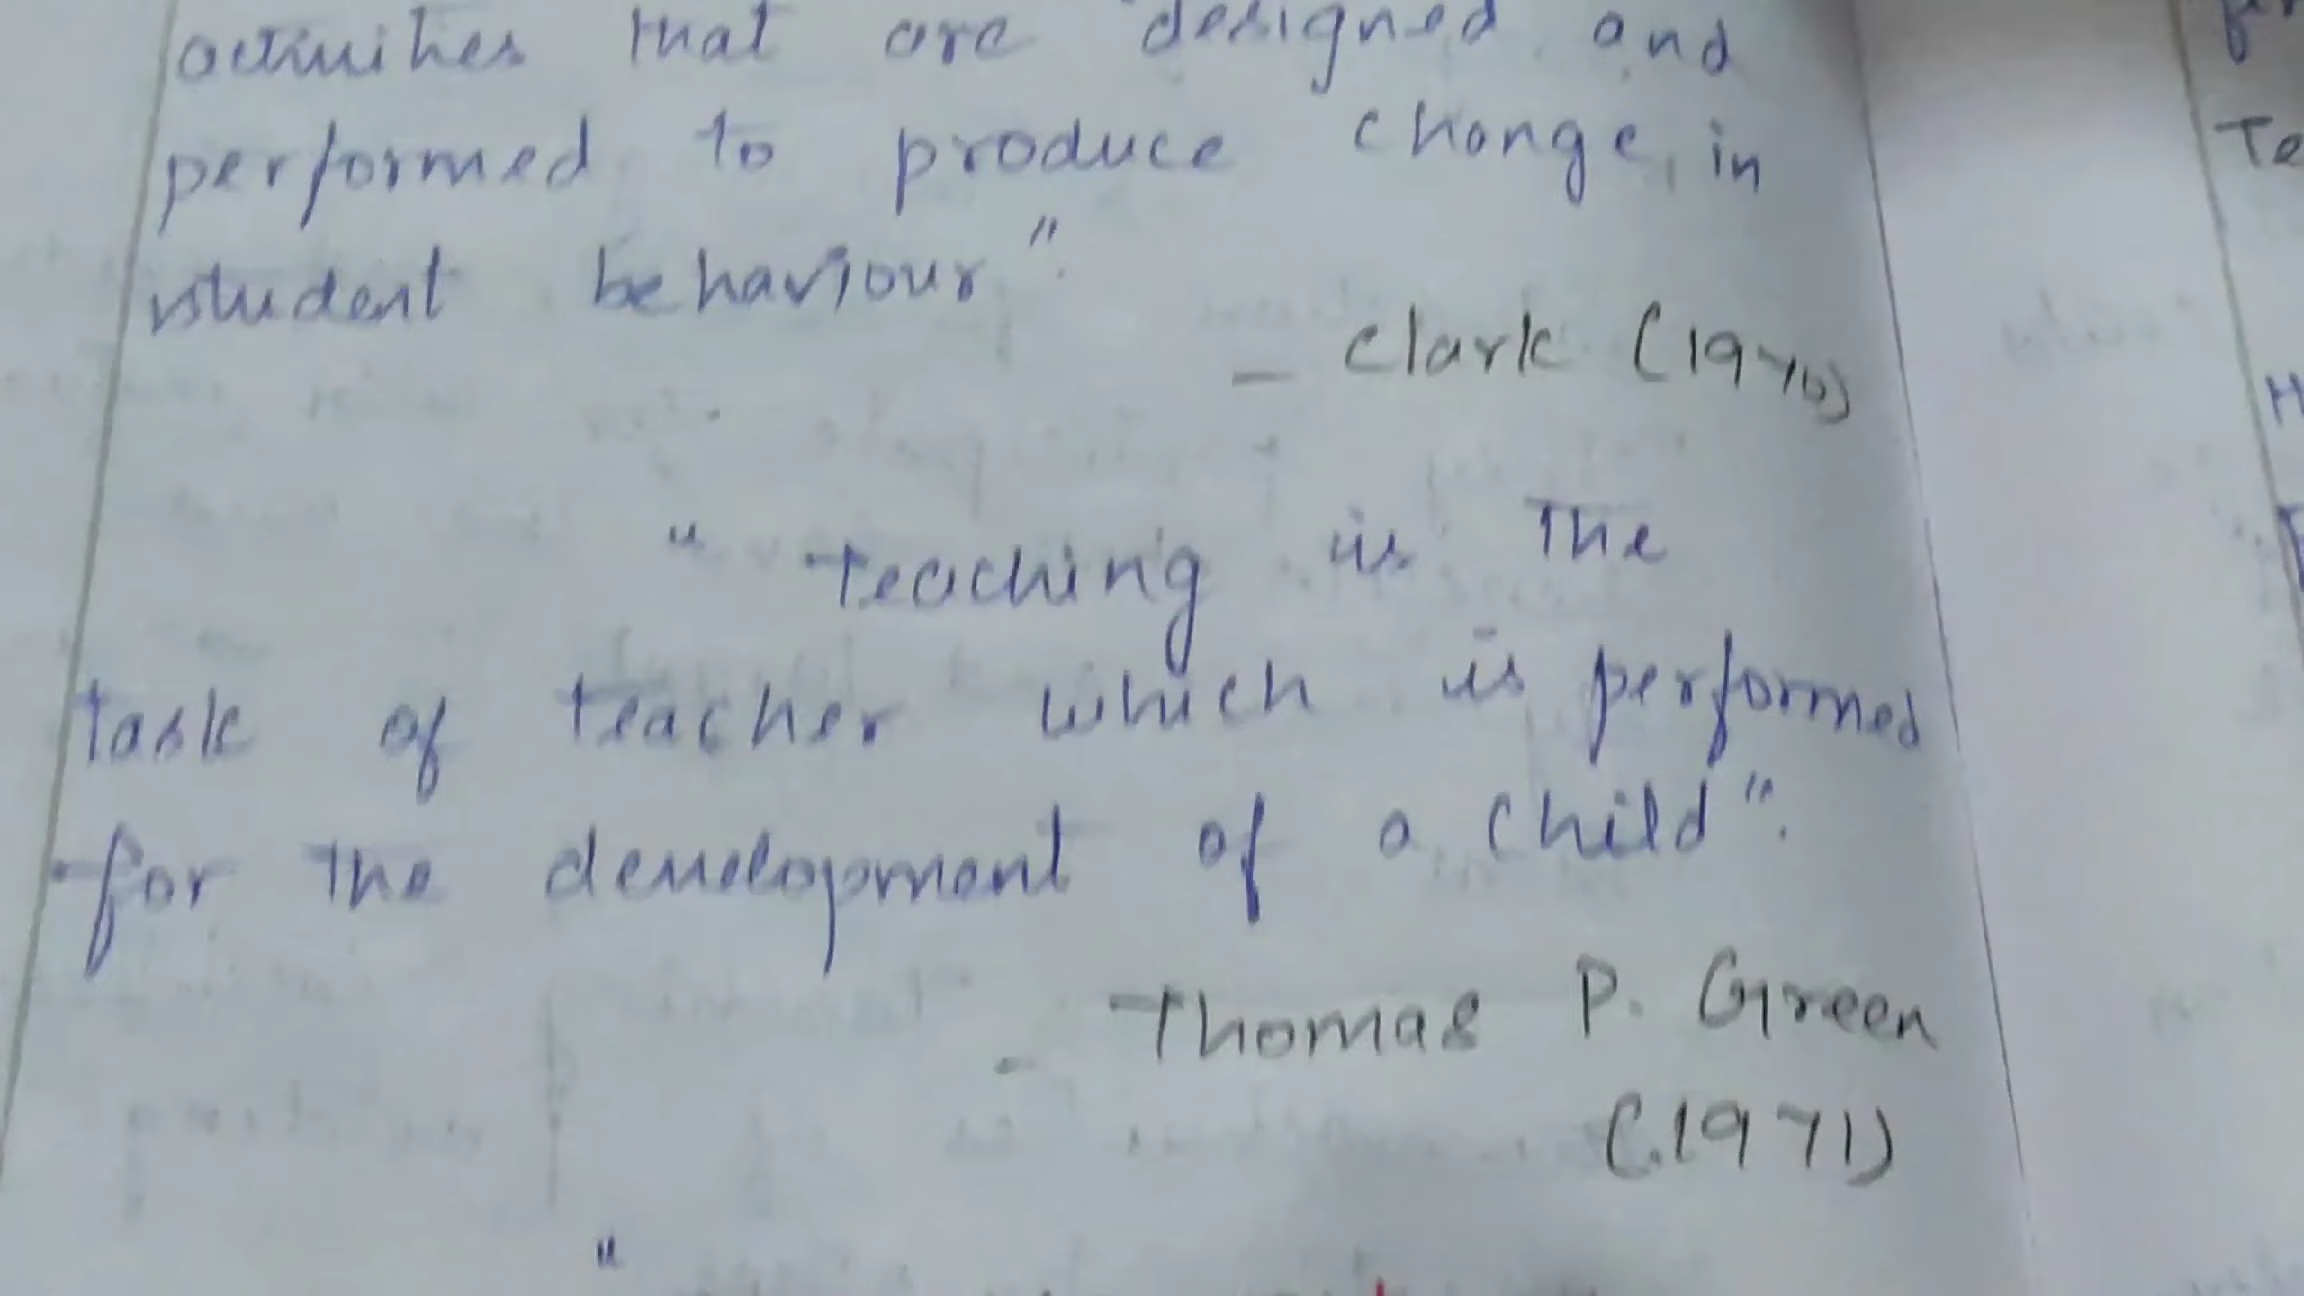 activities that are designed and
performed to produce change in
student behaviour".
- Clark (1970)
" Teaching is the
task of teacher which is performed
for the development of a child".
- Thomas P. Green
(1971)
"